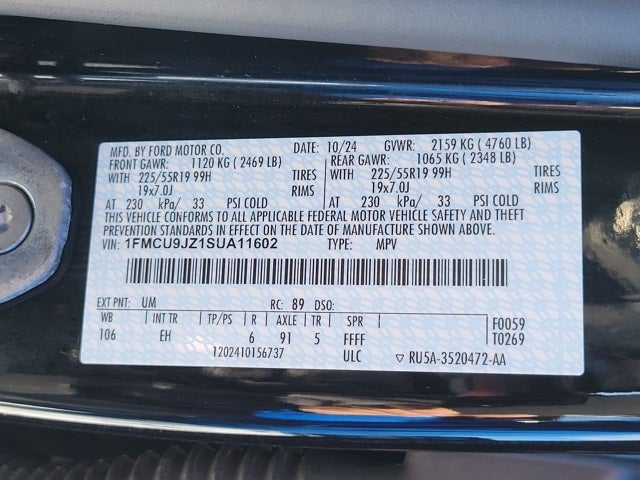 MFD. BY FORD MOTOR CO. DATE: 10/24 GVWR: 2159 KG ( 4760 LB)
FRONT GAWR: 1120 KG ( 2469 LB) REAR GAWR: 1065 KG ( 2348 LB)
WITH 225/55R19 99H TIRES WITH 225/55R19 99H TIRES
19x7.0J RIMS 19x7.0J RIMS
AT 230 kPa/ 33 PSI COLD AT 230 kPa/ 33 PSI COLD
THIS VEHICLE CONFORMS TO ALL APPLICABLE FEDERAL MOTOR VEHICLE SAFETY AND THEFT
PREVENTION STANDARDS IN EFFECT ON THE DATE OF MANUFACTURE SHOWN ABOVE.
VIN: 1FMCU9JZ1SUA11602 TYPE: MPV
EXT PNT: UM RC: 89 DSO:
WB INT TR TP/PS R AXLE TR SPR F0059
106 EH 6 91 5 FFFF T0269
1202410156737 ULC ▽ RU5A-3520472-AA